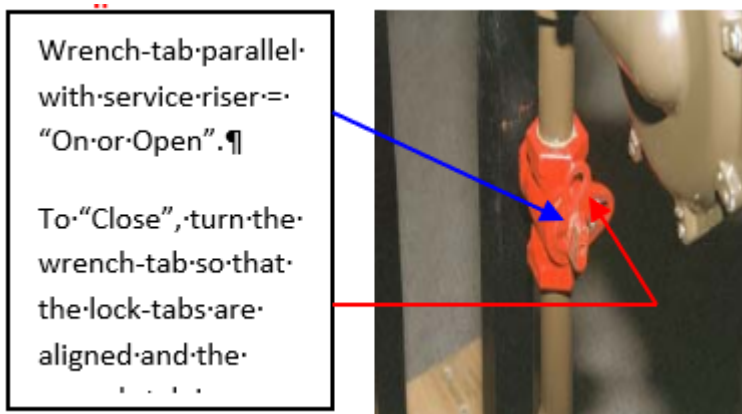 Wrench-tab·parallel·
with·service·riser·=·
“On·or·Open”.¶
To·“Close”,·turn·the·
wrench-tab·so·that·
the·lock-tabs·are·
aligned·and·the·